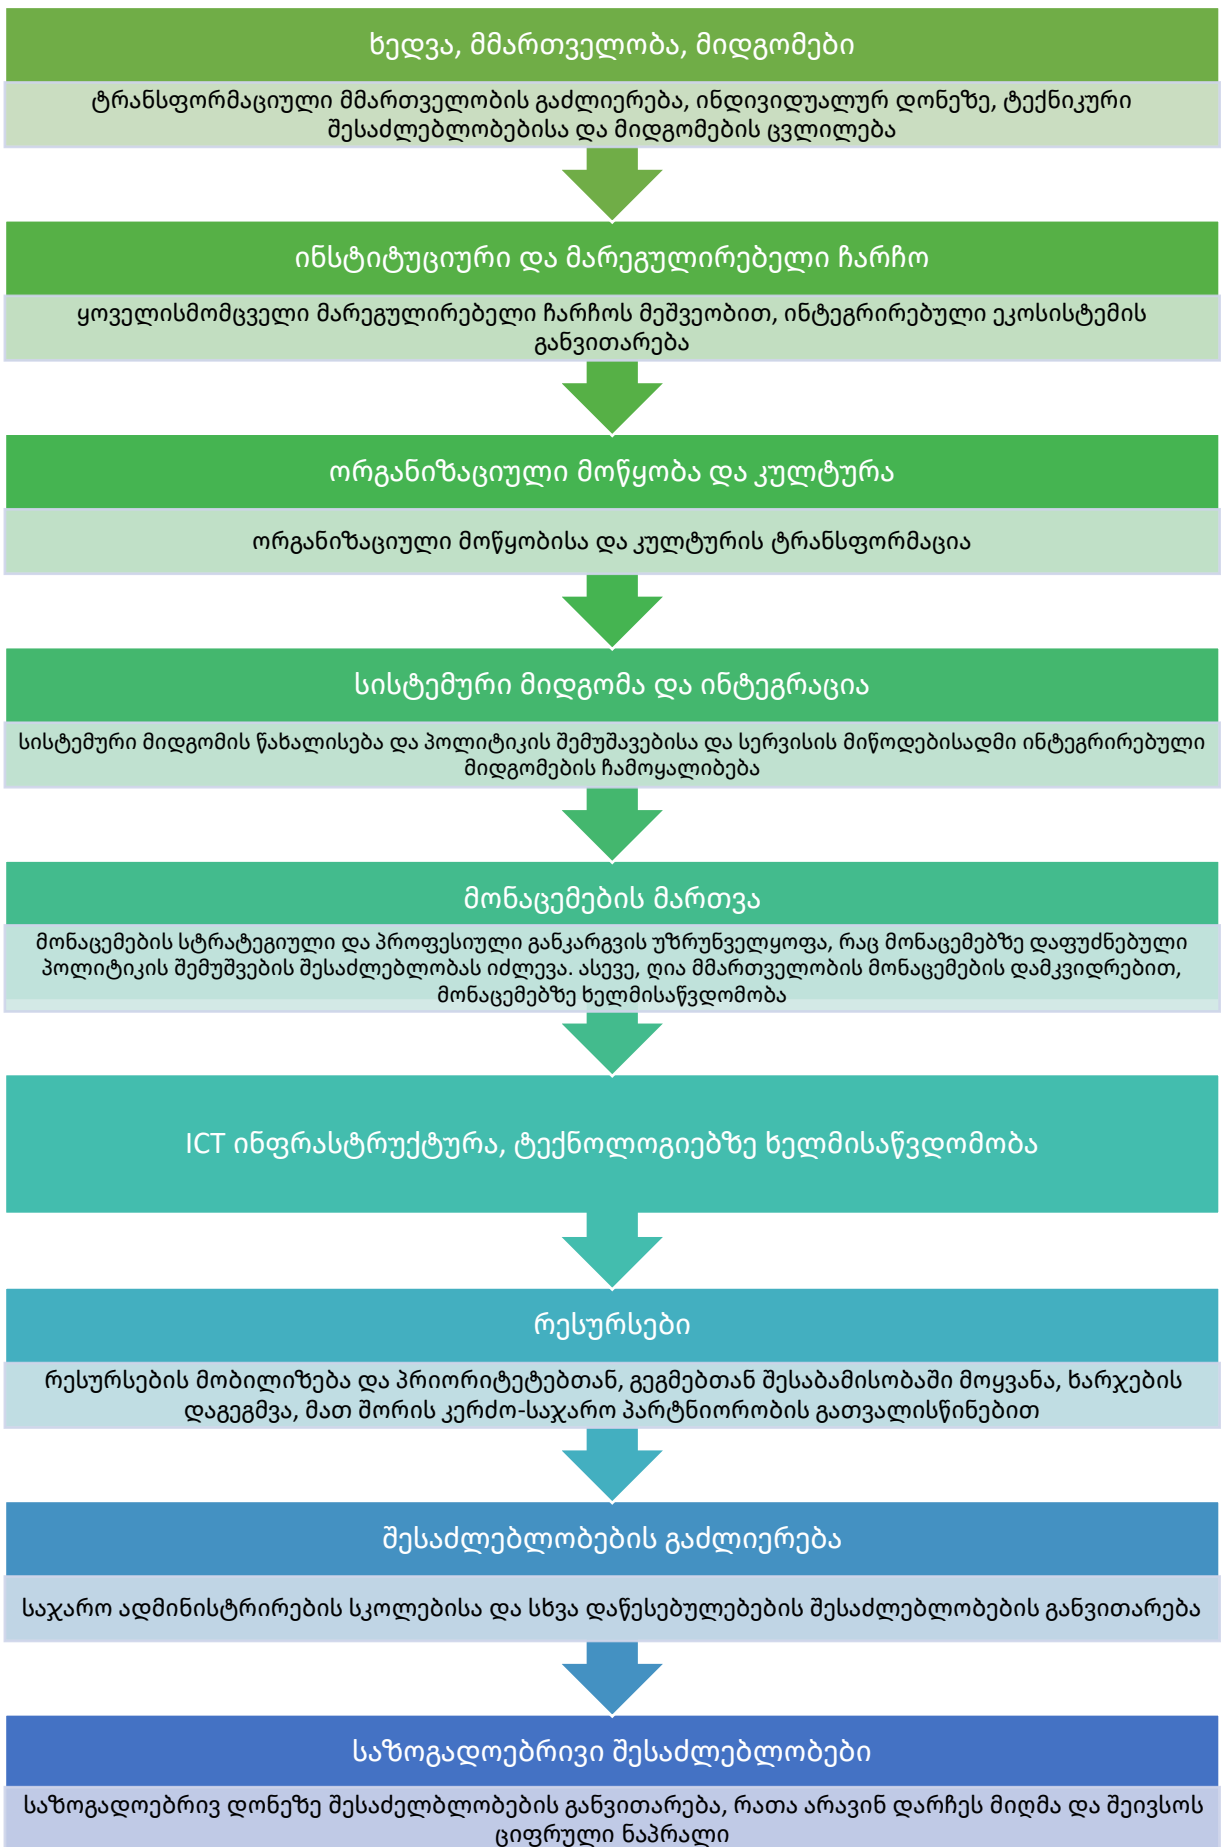 ხედვა, მმართველობა, მიდგომები
ტრანსფორმაციული მმართველობის გაძლიერება, ინდივიდუალურ დონეზე, ტექნიკური
შესაძლებლობებისა და მიდგომების ცვლილება
ინსტიტუციური და მარეგულირებელი ჩარჩო
ყოველისმომცველი მარეგულირებელი ჩარჩოს მეშვეობით, ინტეგრირებული ეკოსისტემის
განვითარება
ორგანიზაციული მოწყობა და კულტურა
ორგანიზაციული მოწყობისა და კულტურის ტრანსფორმაცია
სისტემური მიდგომა და ინტეგრაცია
სისტემური მიდგომის წახალისება და პოლიტიკის შემუშავებისა და სერვისის მიწოდებისადმი ინტეგრირებული
მიდგომების ჩამოყალიბება
მონაცემების მართვა
მონაცემების სტრატეგიული და პროფესიული განკარგვის უზრუნველყოფა, რაც მონაცემებზე დაფუძნებული
პოლიტიკის შემუშვების შესაძლებლობას იძლევა. ასევე, ღია მმართველობის მონაცემების დამკვიდრებით,
მონაცემებზე ხელმისაწვდომობა
ICT ინფრასტრუქტურა, ტექნოლოგიებზე ხელმისაწვდომობა
რესურსები
რესურსების მობილიზება და პრიორიტეტებთან, გეგმებთან შესაბამისობაში მოყვანა, ხარჯების
დაგეგმვა, მათ შორის კერძო-საჯარო პარტნიორობის გათვალისწინებით
შესაძლებლობების გაძლიერება
საჯარო ადმინისტრირების სკოლებისა და სხვა დაწესებულებების შესაძლებლობების განვითარება
საზოგადოებრივი შესაძლებლობები
საზოგადოებრივ დონეზე შესაძელბლობების განვითარება, რათა არავინ დარჩეს მიღმა და შეივსოს
ციფრული ნაპრალი